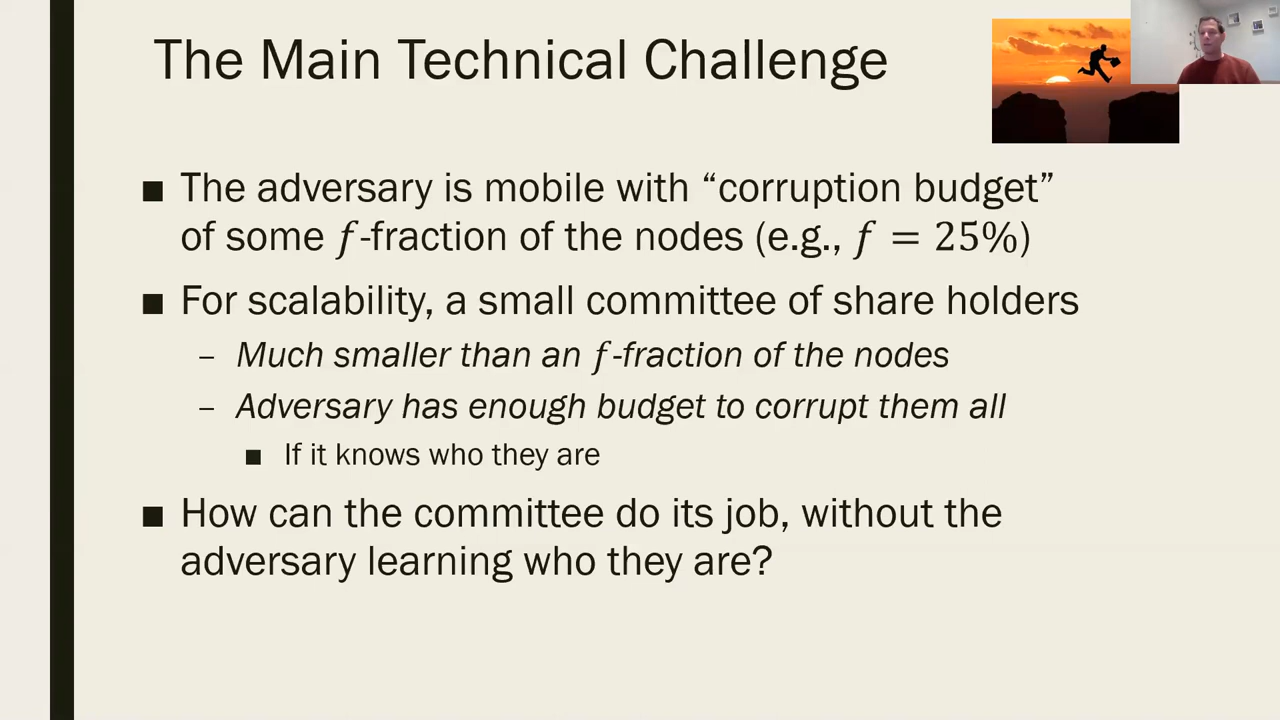 The Main Technical Challenge
■ The adversary is mobile with “corruption budget”
of some f-fraction of the nodes (e.g., f = 25%)
■ For scalability, a small committee of share holders
– Much smaller than an f-fraction of the nodes
– Adversary has enough budget to corrupt them all
■ If it knows who they are
■ How can the committee do its job, without the
adversary learning who they are?